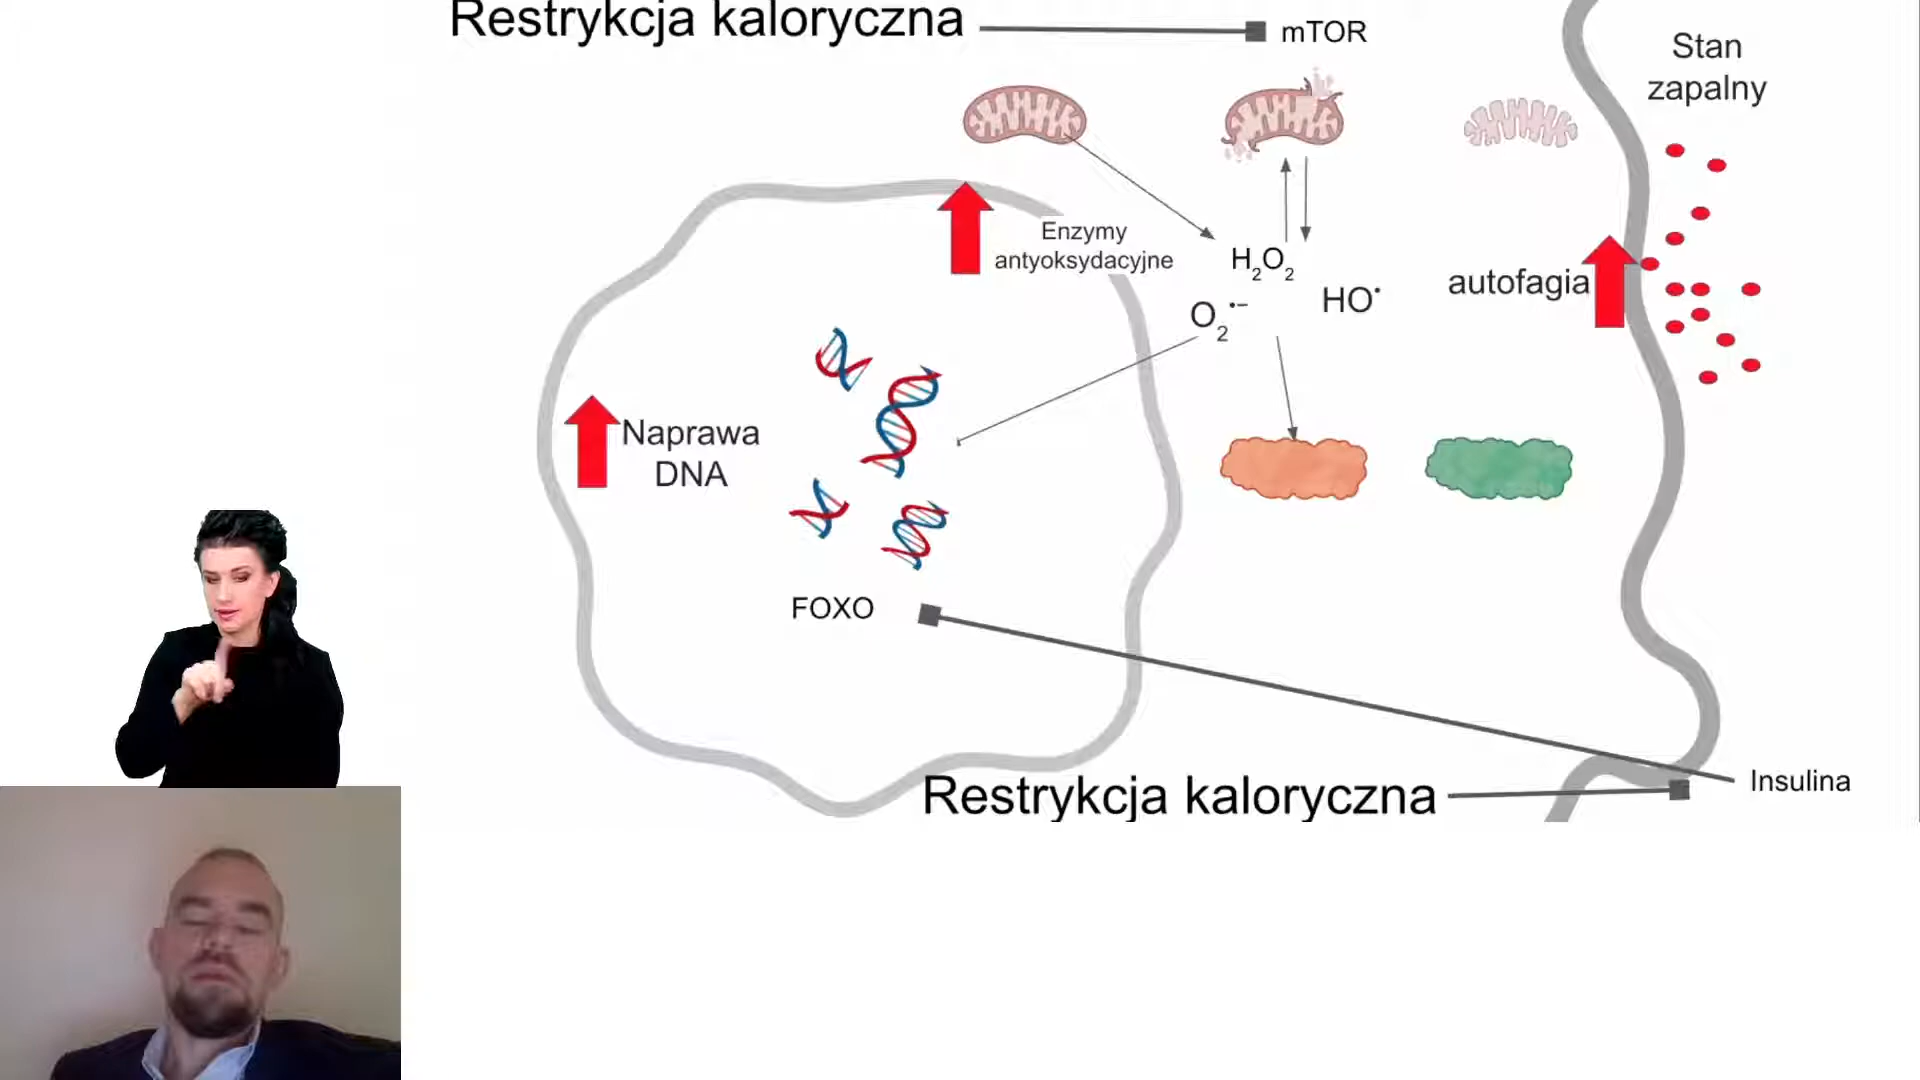 Restrykcja kaloryczna
mTOR
Stan
zapalny
Enzymy
antyoksydacyjne
H₂O₂
O₂•−
HO•
autofagia
Naprawa
DNA
FOXO
Restrykcja kaloryczna
Insulina